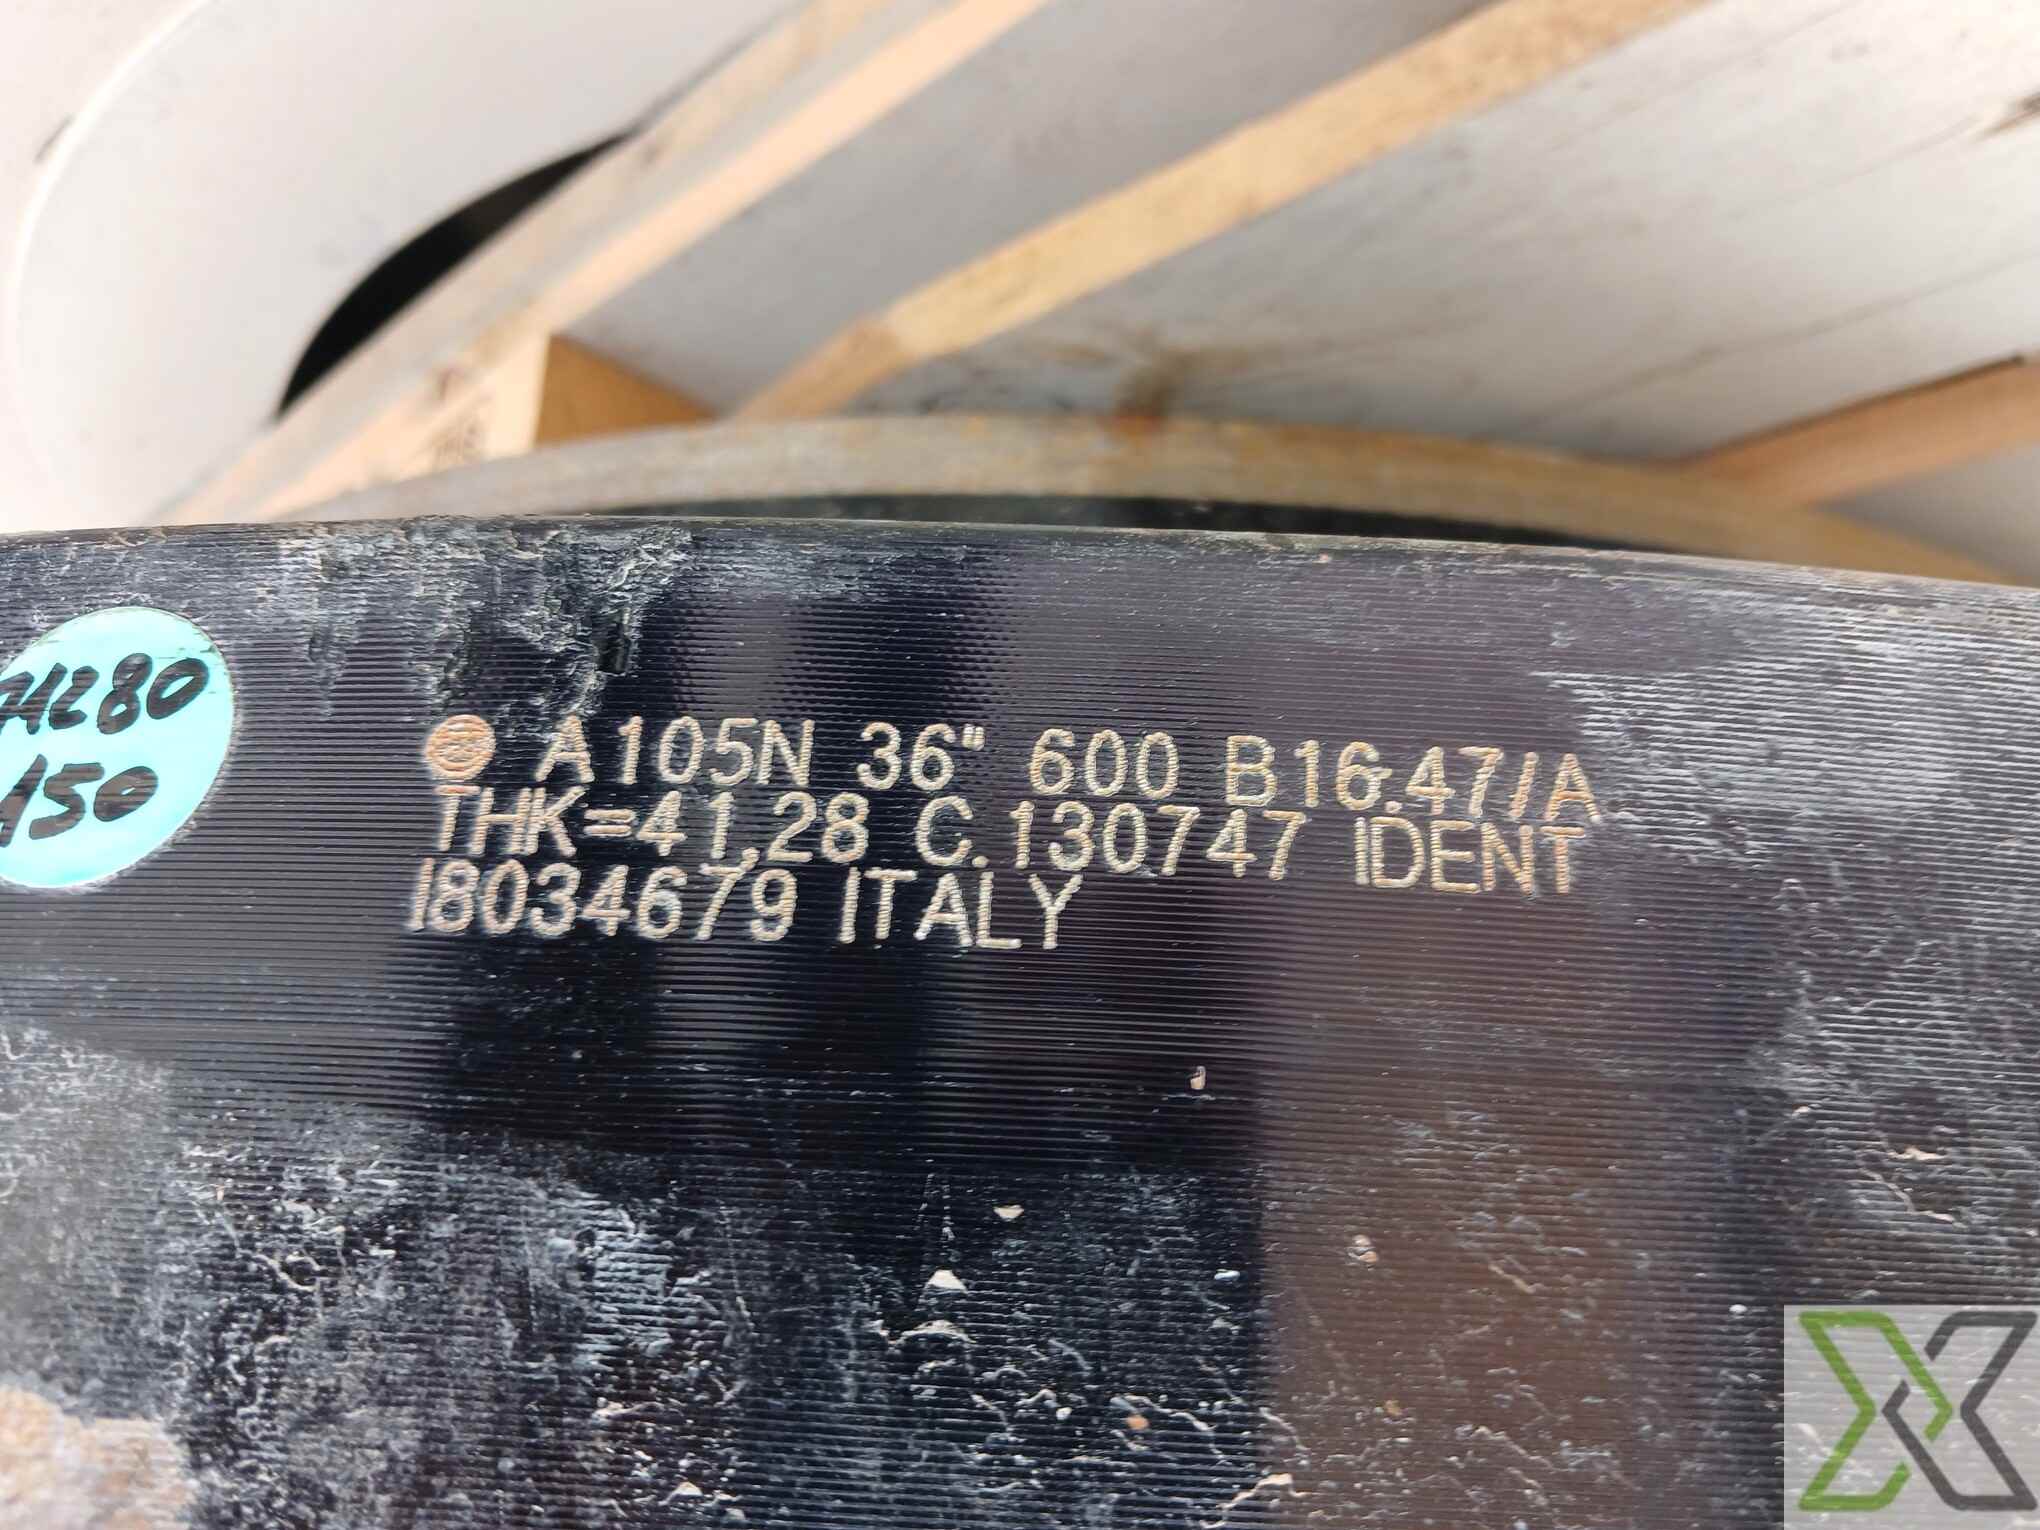 A105N 36" 600 B16.47/A
THK=41,28 C.130747 IDENT
I8034679 ITALY